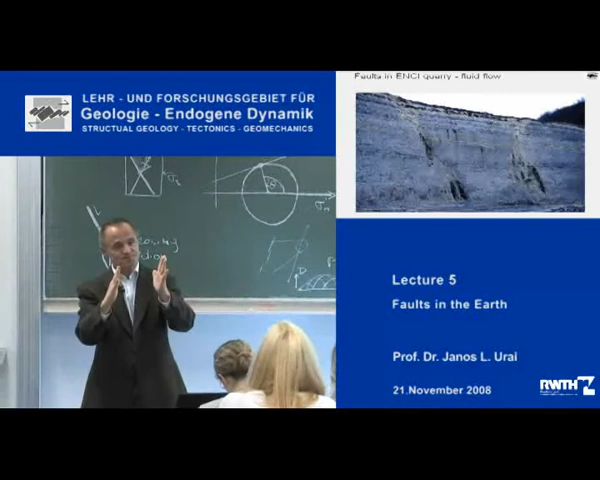 Faults in ENCI quarry - fluid flow
LEHR - UND FORSCHUNGSGEBIET FÜR
Geologie - Endogene Dynamik
STRUCTUAL GEOLOGY - TECTONICS - GEOMECHANICS
Lecture 5
Faults in the Earth
Prof. Dr. Janos L. Urai
21.November 2008
RWTH